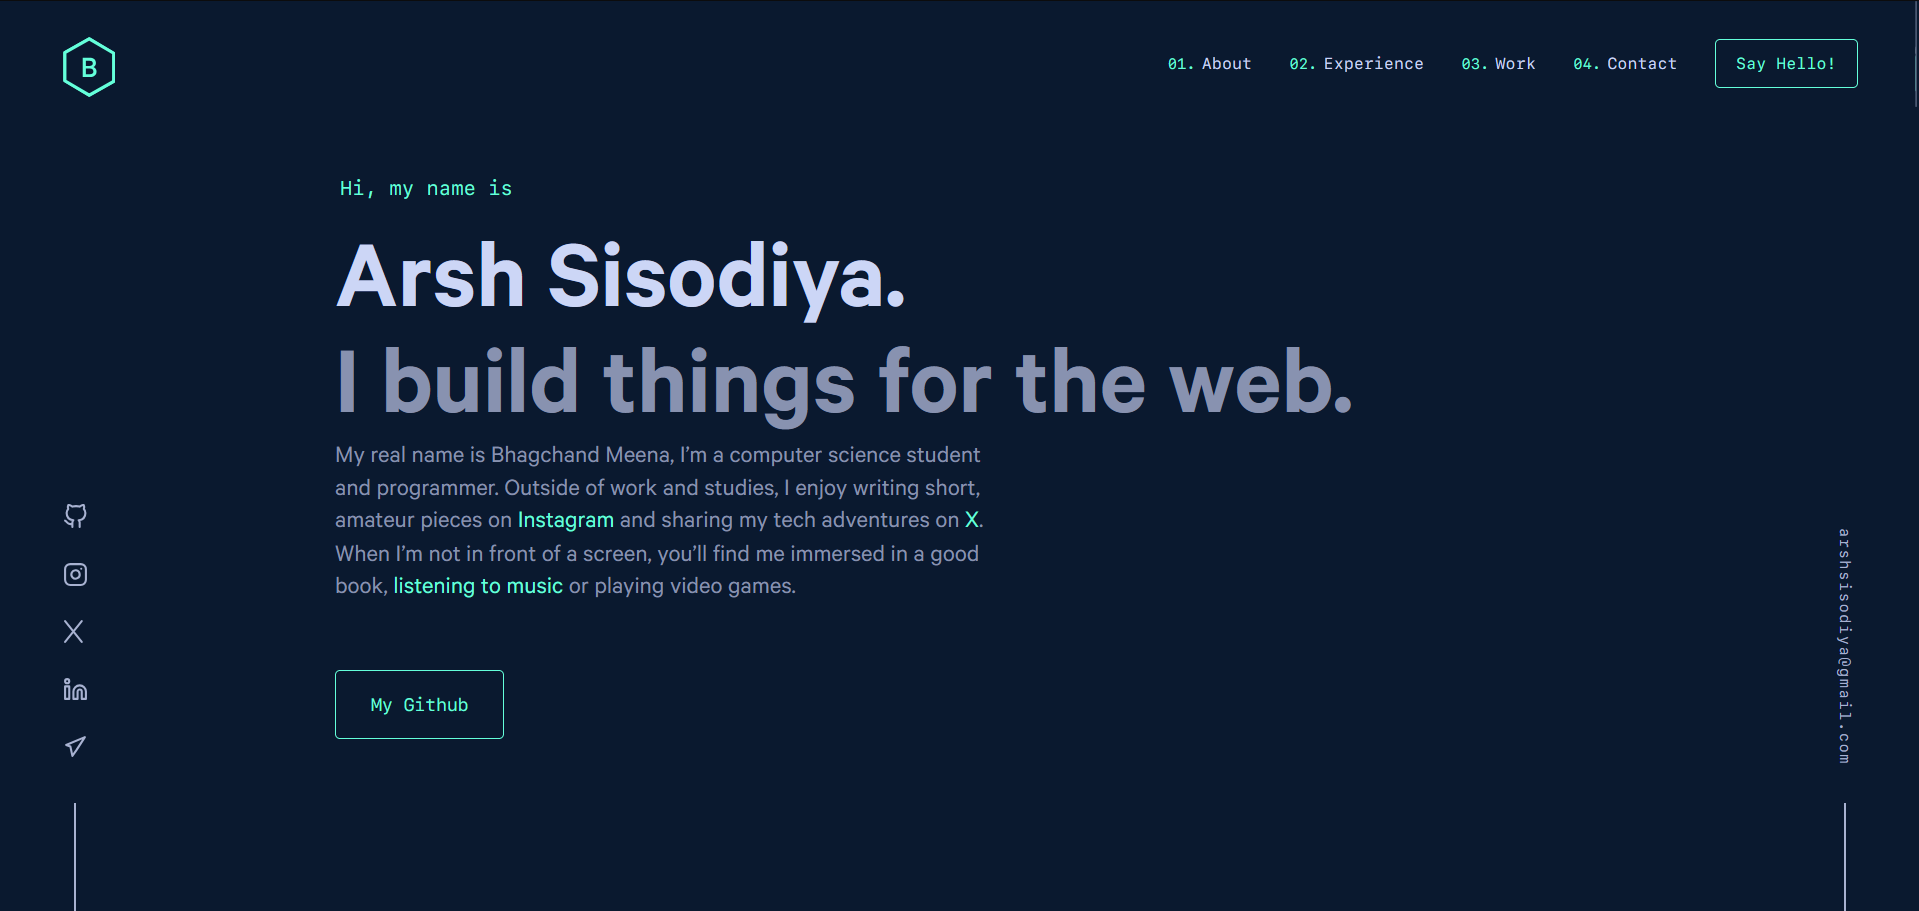 B
01. About 02. Experience 03. Work 04. Contact Say Hello!
Hi, my name is
Arsh Sisodiya.
I build things for the web.
My real name is Bhagchand Meena, I’m a computer science student
and programmer. Outside of work and studies, I enjoy writing short,
amateur pieces on Instagram and sharing my tech adventures on X.
When I’m not in front of a screen, you’ll find me immersed in a good
book, listening to music or playing video games.
My Github
arshsisodiya@gmail.com